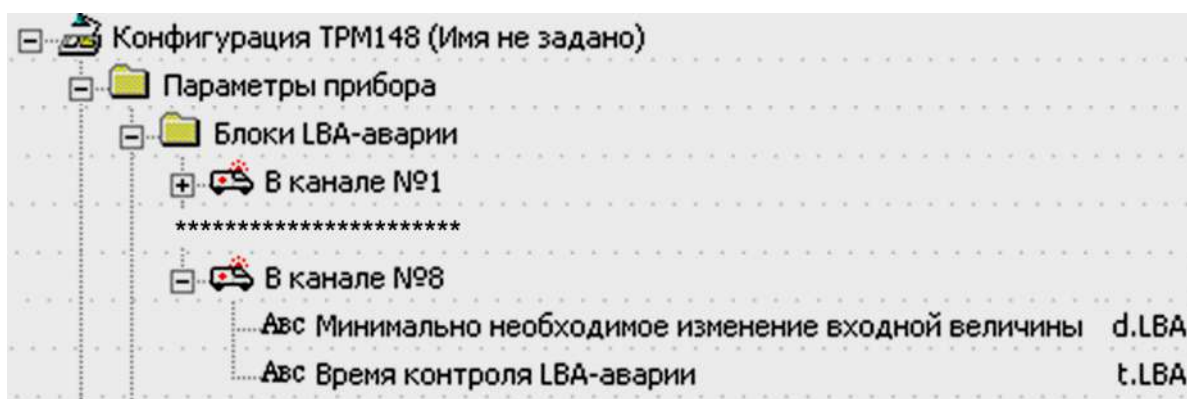 Конфигурация ТРМ148 (Имя не задано)
Параметры прибора
Блоки LBA-аварии
В канале №1
***********************
В канале №8
Авс Минимально необходимое изменение входной величины d.LBA
Авс Время контроля LBA-аварии t.LBA